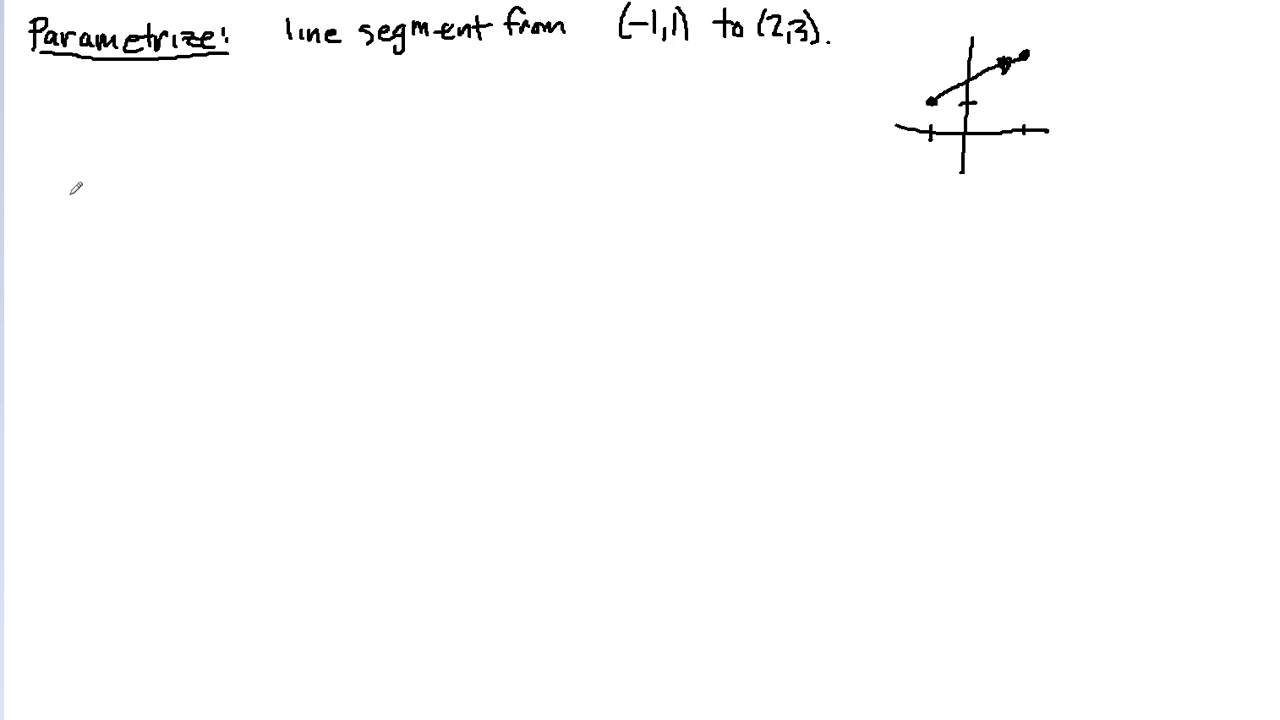 Parametrize: line segment from (-1,1) to (2,3).